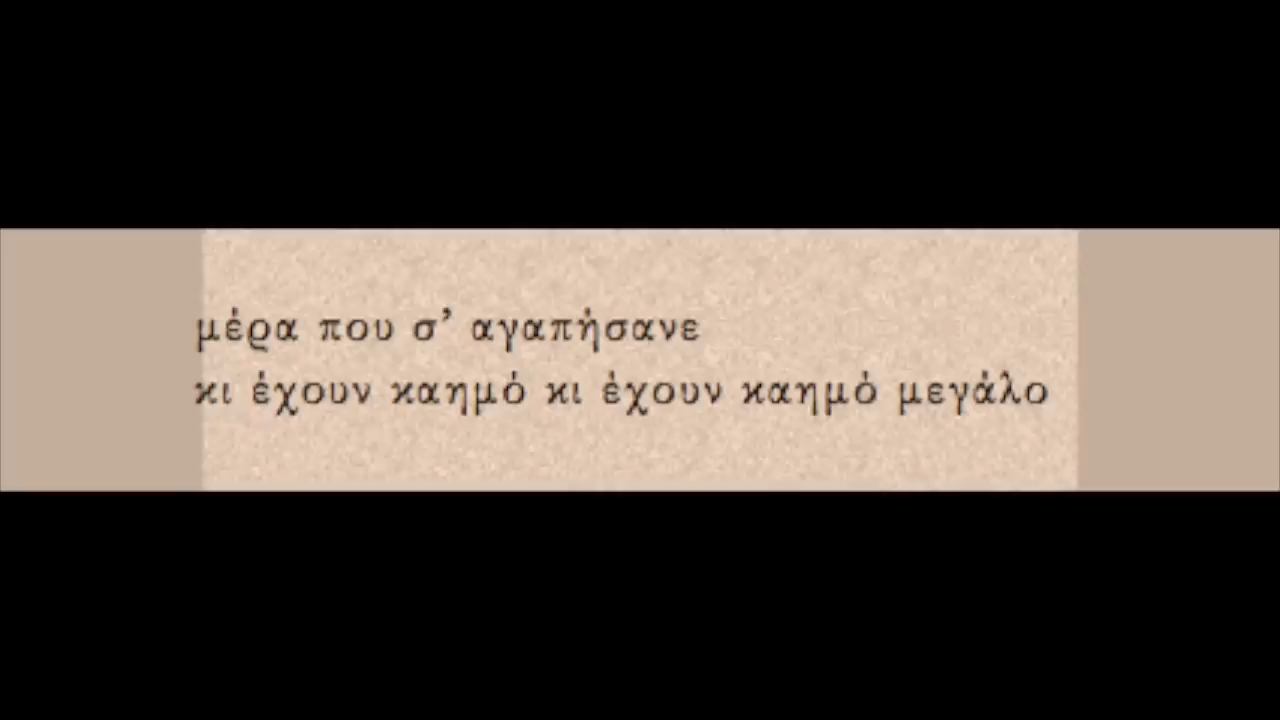 μέρα που σ’ αγαπήσανε
κι έχουν καημό κι έχουν καημό μεγάλο